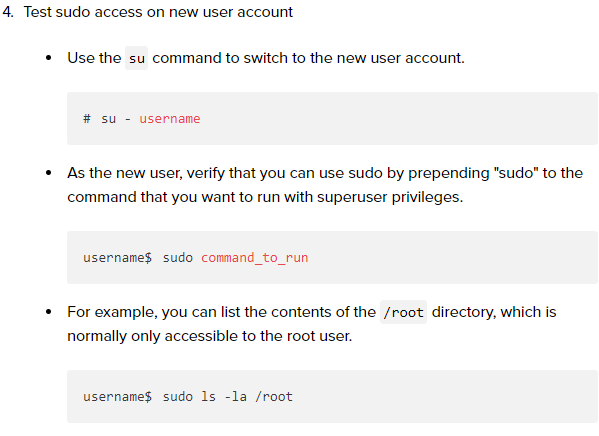 4. Test sudo access on new user account
• Use the su command to switch to the new user account.
# su - username
• As the new user, verify that you can use sudo by prepending "sudo" to the
command that you want to run with superuser privileges.
username$ sudo command_to_run
• For example, you can list the contents of the /root directory, which is
normally only accessible to the root user.
username$ sudo ls -la /root